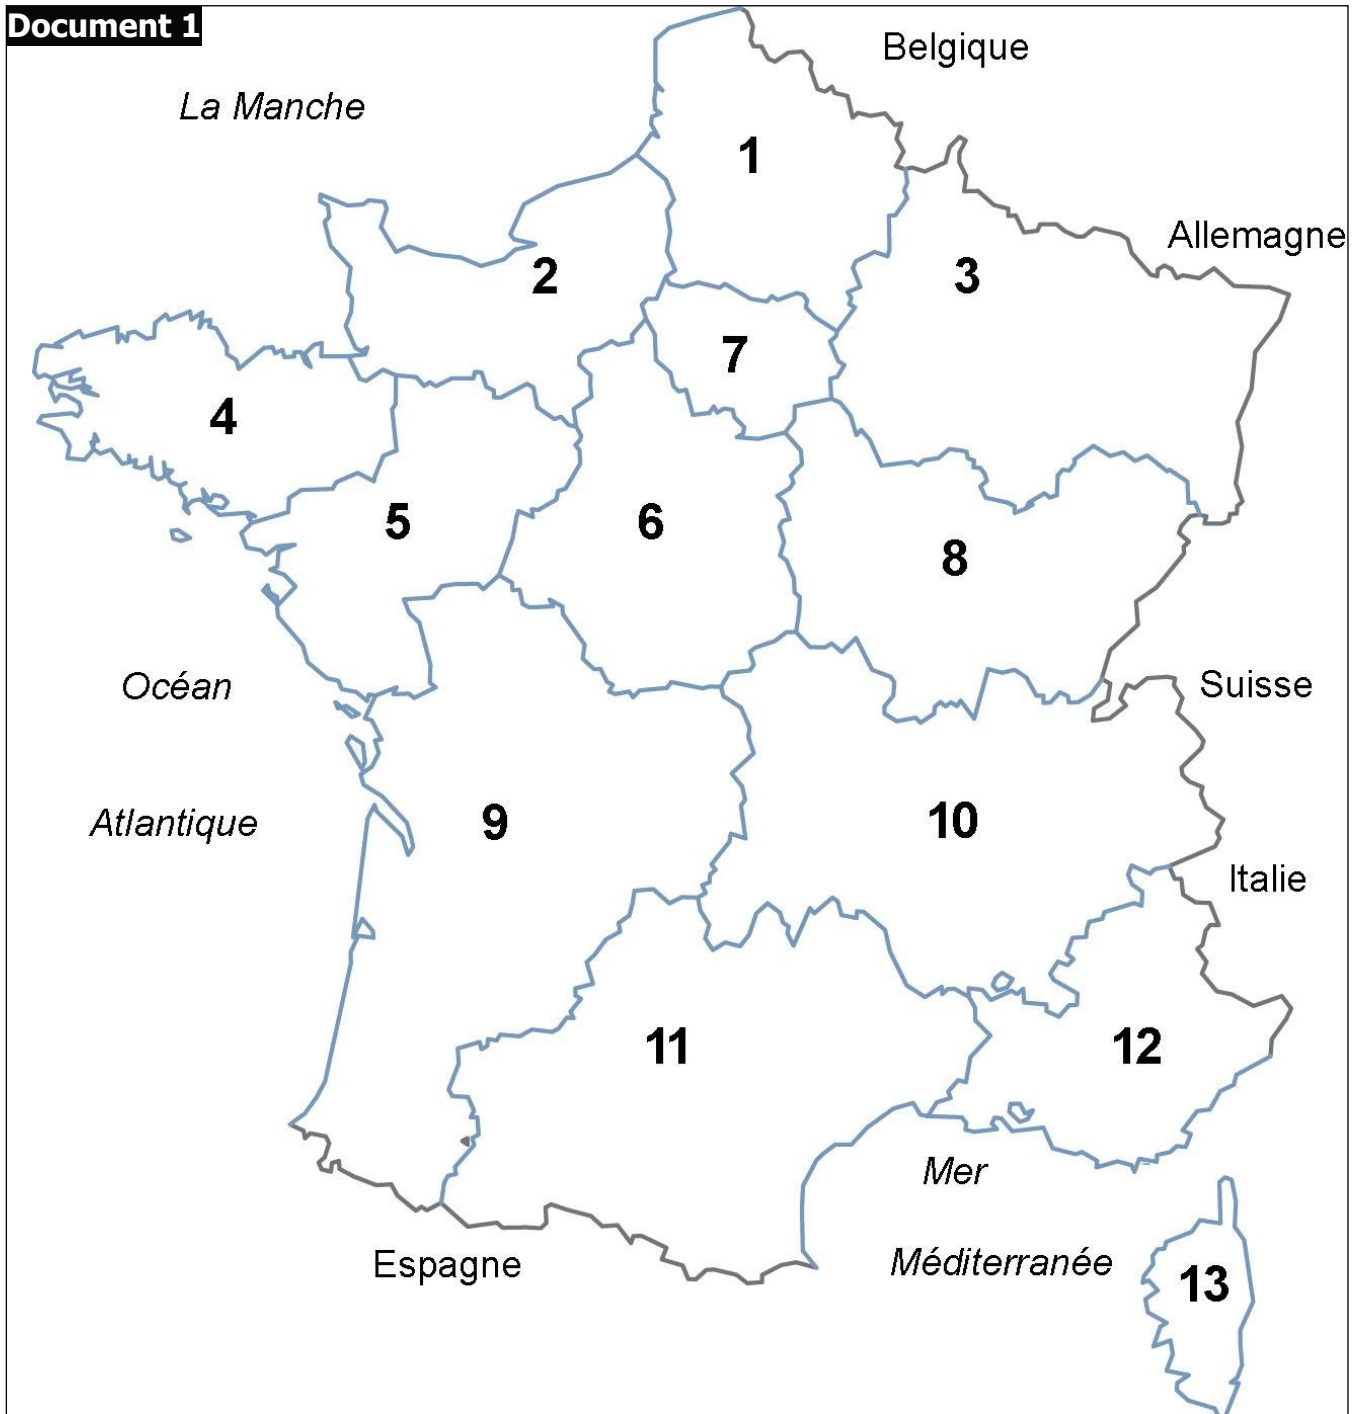 Document 1
Belgique
La Manche
1
Allemagne
2
3
7
4
5
6
8
Océan
Suisse
Atlantique
9
10
Italie
11
12
Mer
Espagne
Méditerranée
13